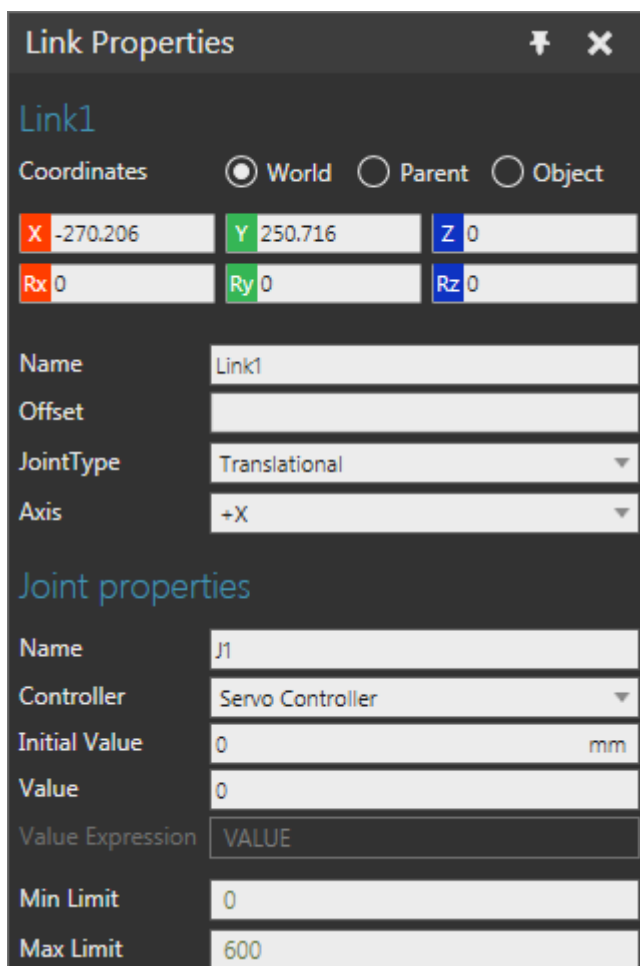 Link Properties
Link1
Coordinates World Parent Object
X -270.206 Y 250.716 Z 0
Rx 0 Ry 0 Rz 0
Name Link1
Offset
JointType Translational
Axis +X
Joint properties
Name J1
Controller Servo Controller
Initial Value 0 mm
Value 0
Value Expression VALUE
Min Limit 0
Max Limit 600